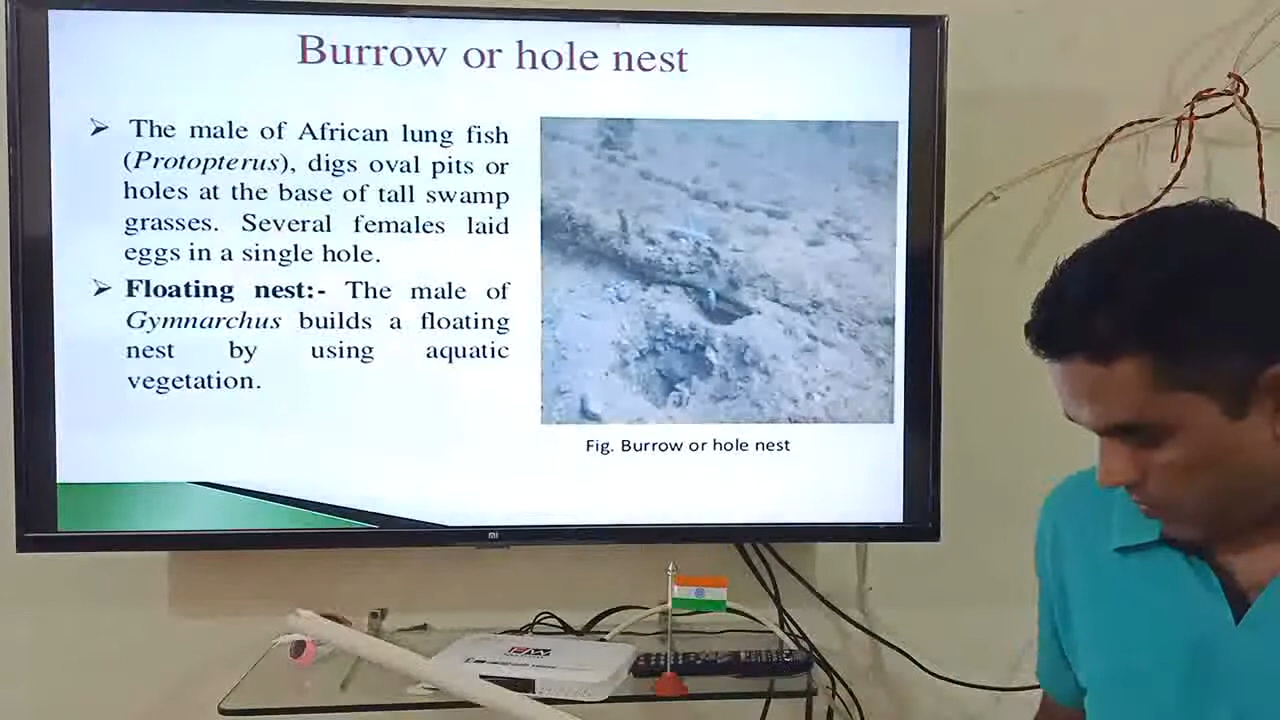 Burrow or hole nest
➢ The male of African lung fish
(Protopterus), digs oval pits or
holes at the base of tall swamp
grasses. Several females laid
eggs in a single hole.
➢ Floating nest:- The male of
Gymnarchus builds a floating
nest by using aquatic
vegetation.
Fig. Burrow or hole nest
mi